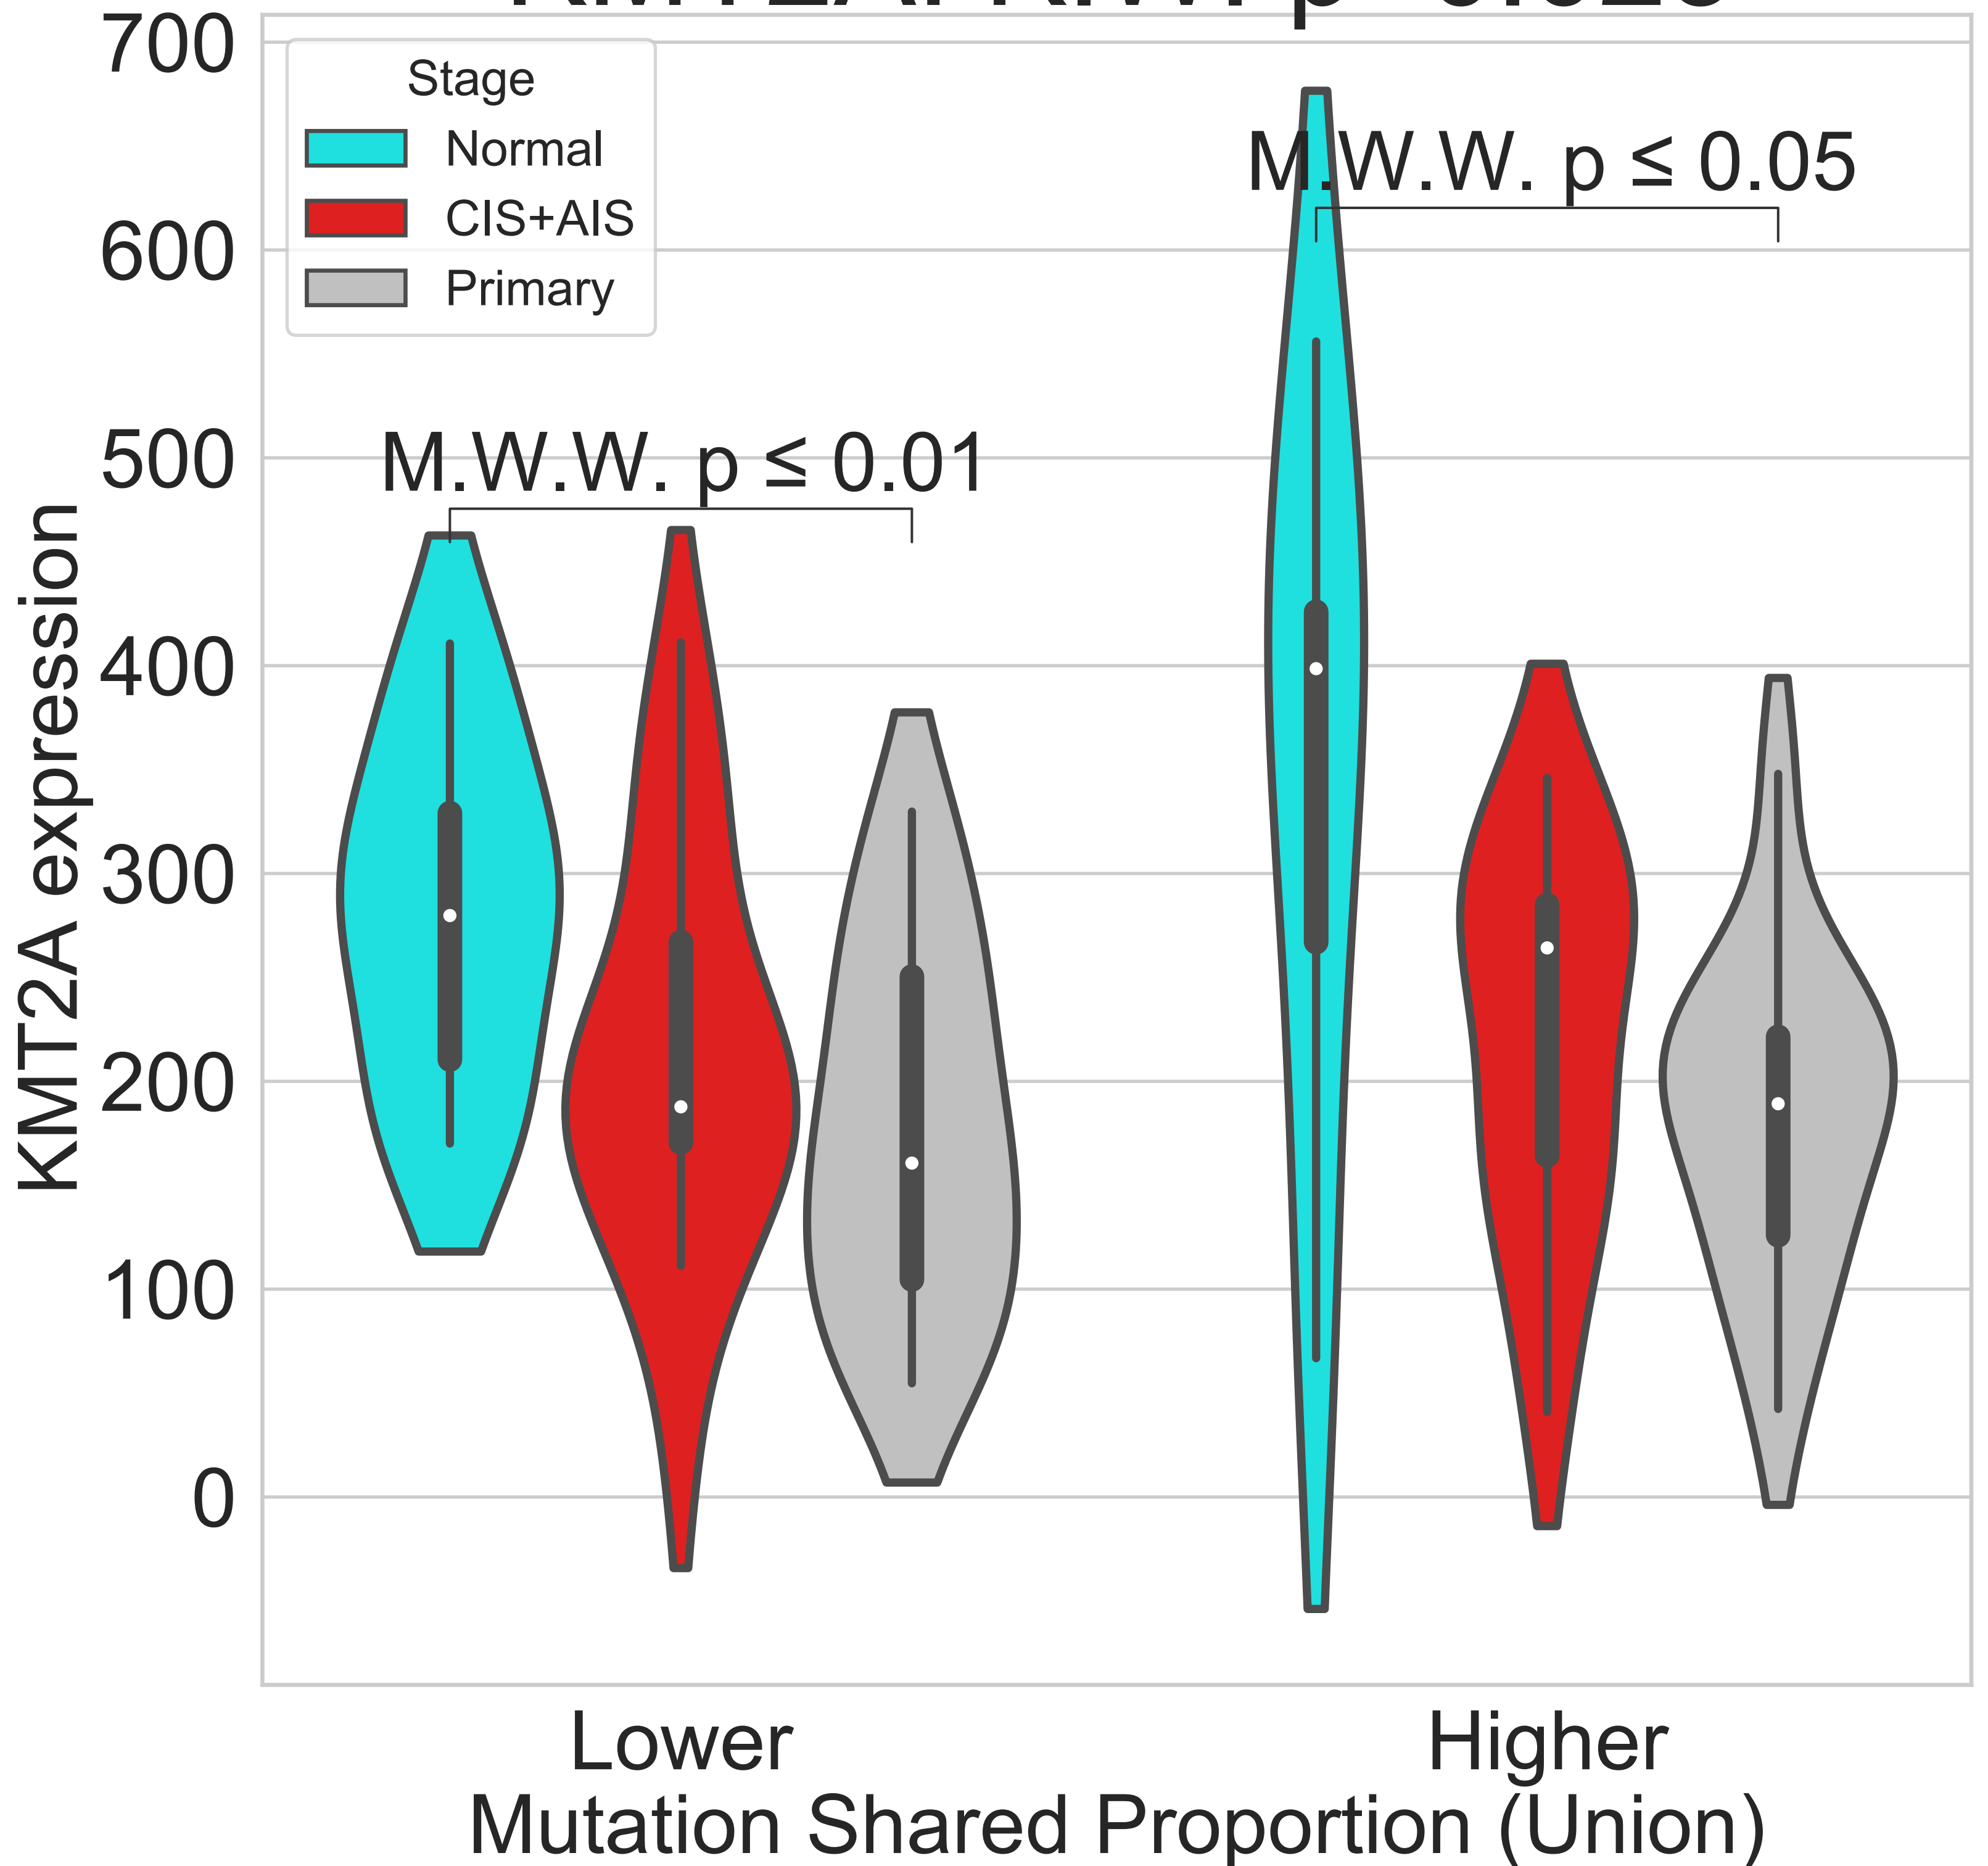 700
600
500
400
300
200
100
0
KMT2A expression
Stage
Normal
CIS+AIS
Primary
M.W.W. p ≤ 0.01
M.W.W. p ≤ 0.05
Lower
Higher
Mutation Shared Proportion (Union)